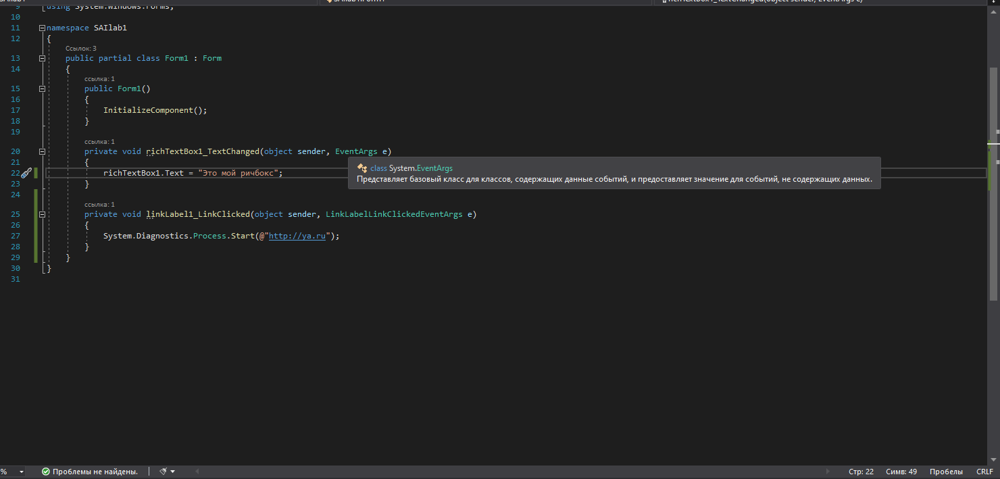 using System.Windows.Forms;
10
11 namespace SAIlab1
12 {
Ссылок: 3
13 public partial class Form1 : Form
14 {
ссылка: 1
15 public Form1()
16 {
17 InitializeComponent();
18 }
19
ссылка: 1
20 private void richTextBox1_TextChanged(object sender, EventArgs e)
21 {
class System.EventArgs
22 richTextBox1.Text = "Это мой ричбокс";
Представляет базовый класс для классов, содержащих данные событий, и предоставляет значение для событий, не содержащих данных.
23 }
24
ссылка: 1
25 private void linkLabel1_LinkClicked(object sender, LinkLabelLinkClickedEventArgs e)
26 {
27 System.Diagnostics.Process.Start(@"http://ya.ru");
28 }
29 }
30 }
31
% Проблемы не найдены. Стр: 22 Симв: 49 Пробелы CRLF